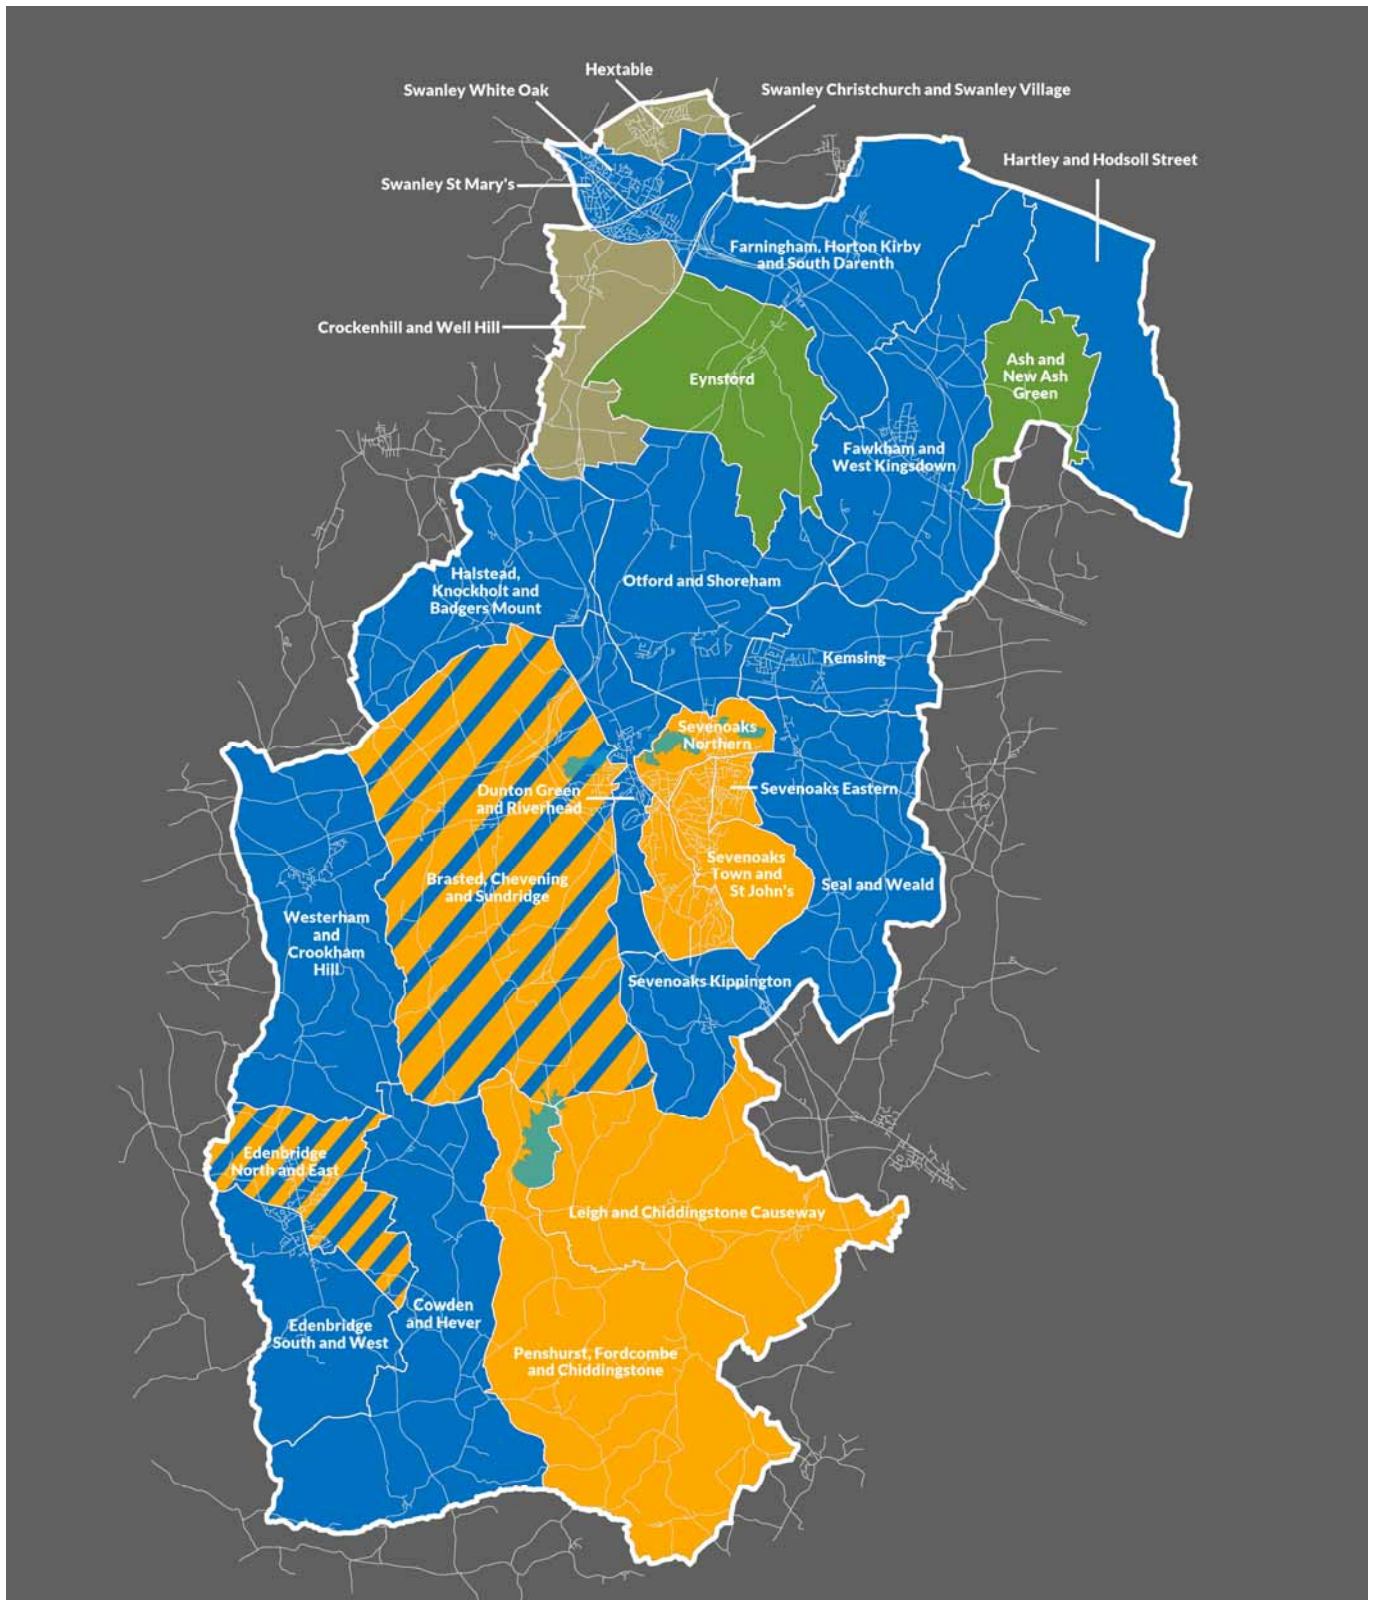 Hextable
Swanley White Oak
Swanley Christchurch and Swanley Village
Hartley and Hodsoll Street
Swanley St Mary's
Farningham, Horton Kirby
and South Darenth
Crockenhill and Well Hill
Eynsford
Ash and
New Ash
Green
Fawkham and
West Kingsdown
Halstead,
Knockholt and
Badgers Mount
Otford and Shoreham
Kemsing
Sevenoaks
Northern
Dunton Green
and Riverhead
Sevenoaks Eastern
Sevenoaks
Town and
St John's
Seal and Weald
Brasted, Chevening
and Sundridge
Westerham
and
Crookham
Hill
Sevenoaks Kippington
Edenbridge
North and East
Leigh and Chiddingstone Causeway
Cowden
and Hever
Edenbridge
South and West
Penshurst, Fordcombe
and Chiddingstone